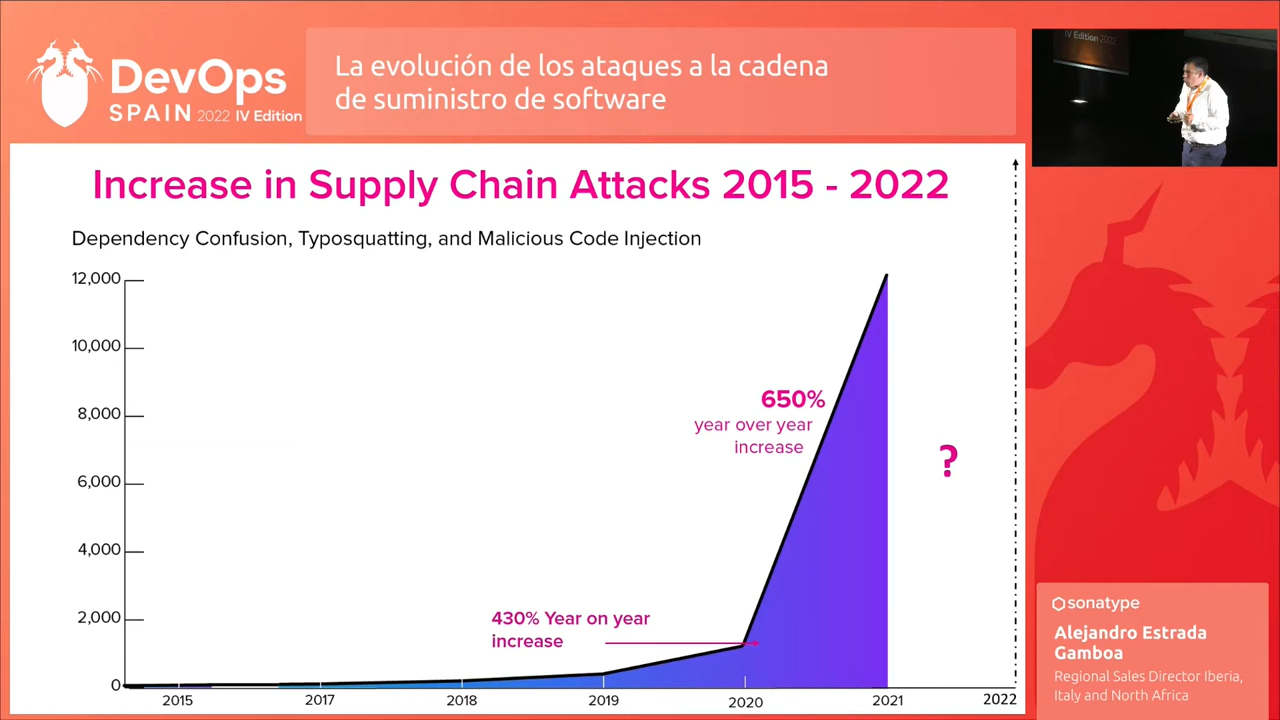 DevOps
SPAIN 2022 IV Edition
La evolución de los ataques a la cadena
de suministro de software
IV Edition 2022
Increase in Supply Chain Attacks 2015 - 2022
Dependency Confusion, Typosquatting, and Malicious Code Injection
12,000
10,000
8,000
6,000
4,000
2,000
0
650%
year over year
increase
?
430% Year on year
increase
2015
2017
2018
2019
2020
2021
2022
sonatype
Alejandro Estrada
Gamboa
Regional Sales Director Iberia,
Italy and North Africa